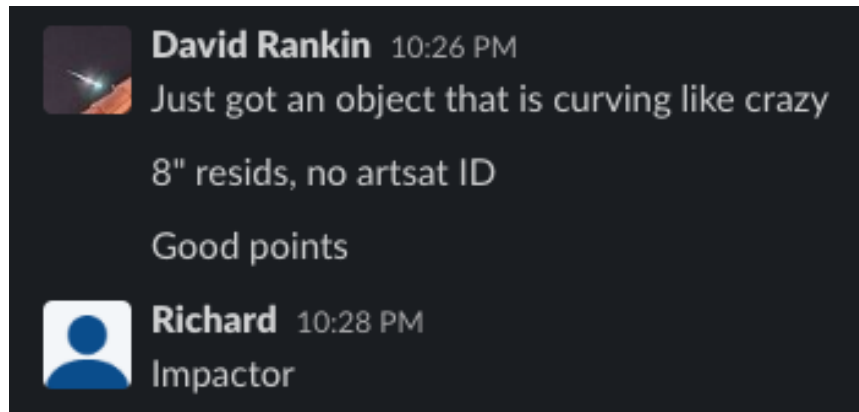 David Rankin 10:26 PM
Just got an object that is curving like crazy
8" resids, no artsat ID
Good points
Richard 10:28 PM
Impactor